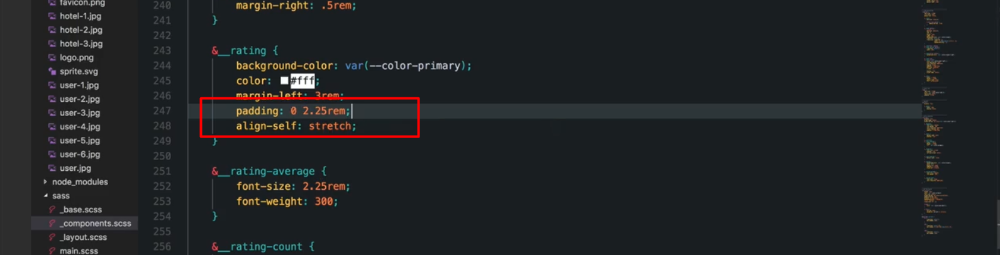 favicon.png
hotel-1.jpg
hotel-2.jpg
hotel-3.jpg
logo.png
sprite.svg
user-1.jpg
user-2.jpg
user-3.jpg
user-4.jpg
user-5.jpg
user-6.jpg
user.jpg
node_modules
sass
_base.scss
_components.scss
_layout.scss
main.scss
240 margin-right: .5rem;
241 }
242
243 &__rating {
244 background-color: var(--color-primary);
245 color: #fff;
246 margin-left: 3rem;
247 padding: 0 2.25rem;
248 align-self: stretch;
249 }
250
251 &__rating-average {
252 font-size: 2.25rem;
253 font-weight: 300;
254 }
255
256 &__rating-count {